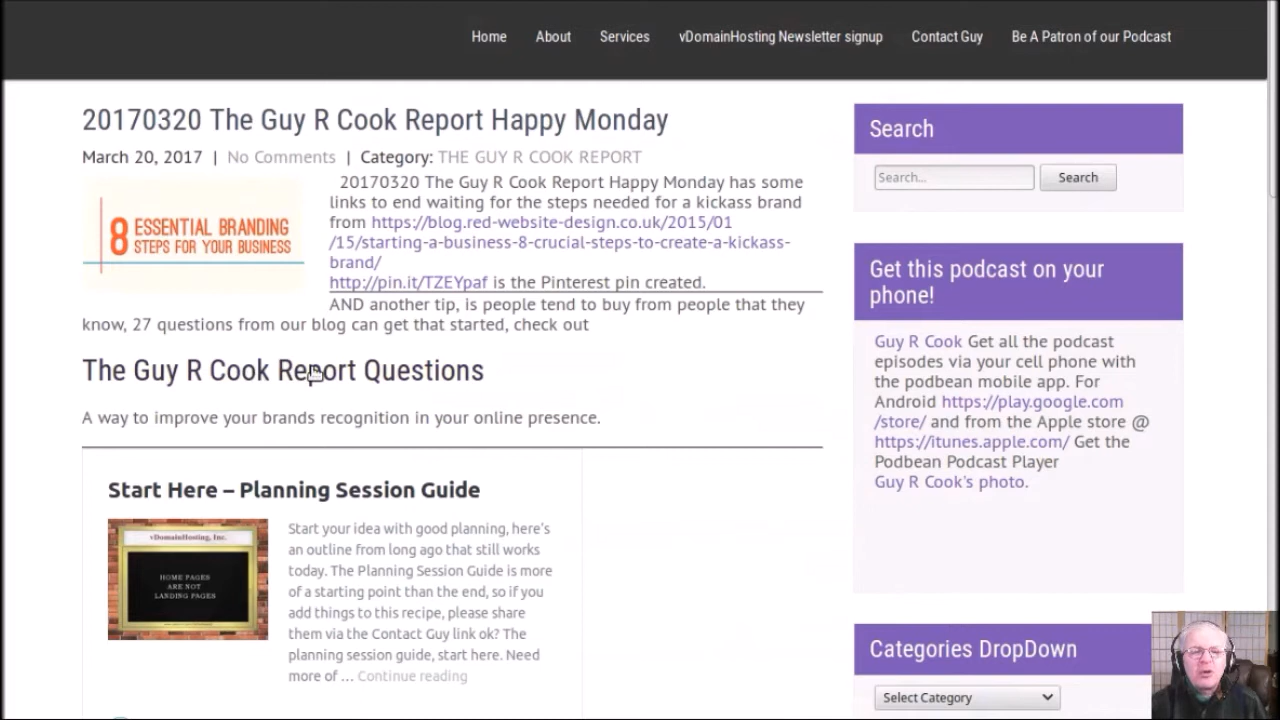 Home About Services vDomainHosting Newsletter signup Contact Guy Be A Patron of our Podcast
20170320 The Guy R Cook Report Happy Monday
March 20, 2017 | No Comments | Category: THE GUY R COOK REPORT
8 ESSENTIAL BRANDING
STEPS FOR YOUR BUSINESS
20170320 The Guy R Cook Report Happy Monday has some
links to end waiting for the steps needed for a kickass brand
from https://blog.red-website-design.co.uk/2015/01
/15/starting-a-business-8-crucial-steps-to-create-a-kickass-
brand/
http://pin.it/TZEYpaf is the Pinterest pin created.
AND another tip, is people tend to buy from people that they
know, 27 questions from our blog can get that started, check out
The Guy R Cook Report Questions
A way to improve your brands recognition in your online presence.
Start Here – Planning Session Guide
vDomainHosting, Inc.
HOME PAGES
ARE NOT
LANDING PAGES
Start your idea with good planning, here's
an outline from long ago that still works
today. The Planning Session Guide is more
of a starting point than the end, so if you
add things to this recipe, please share
them via the Contact Guy link ok? The
planning session guide, start here. Need
more of … Continue reading
Search
Search...
Search
Get this podcast on your
phone!
Guy R Cook Get all the podcast
episodes via your cell phone with
the podbean mobile app. For
Android https://play.google.com
/store/ and from the Apple store @
https://itunes.apple.com/ Get the
Podbean Podcast Player
Guy R Cook's photo.
Categories DropDown
Select Category